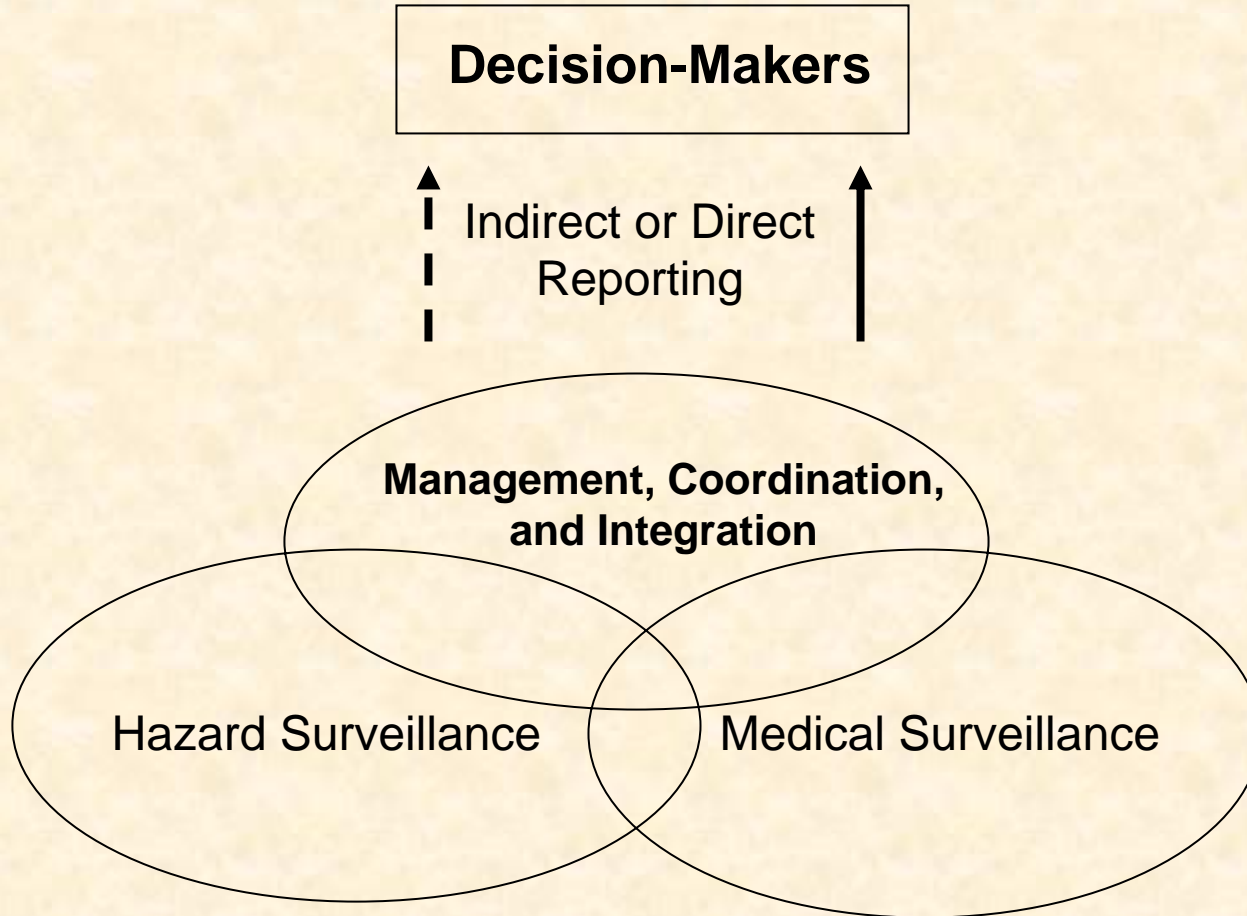 Decision-Makers
Indirect or Direct
Reporting
Management, Coordination,
and Integration
Hazard Surveillance
Medical Surveillance